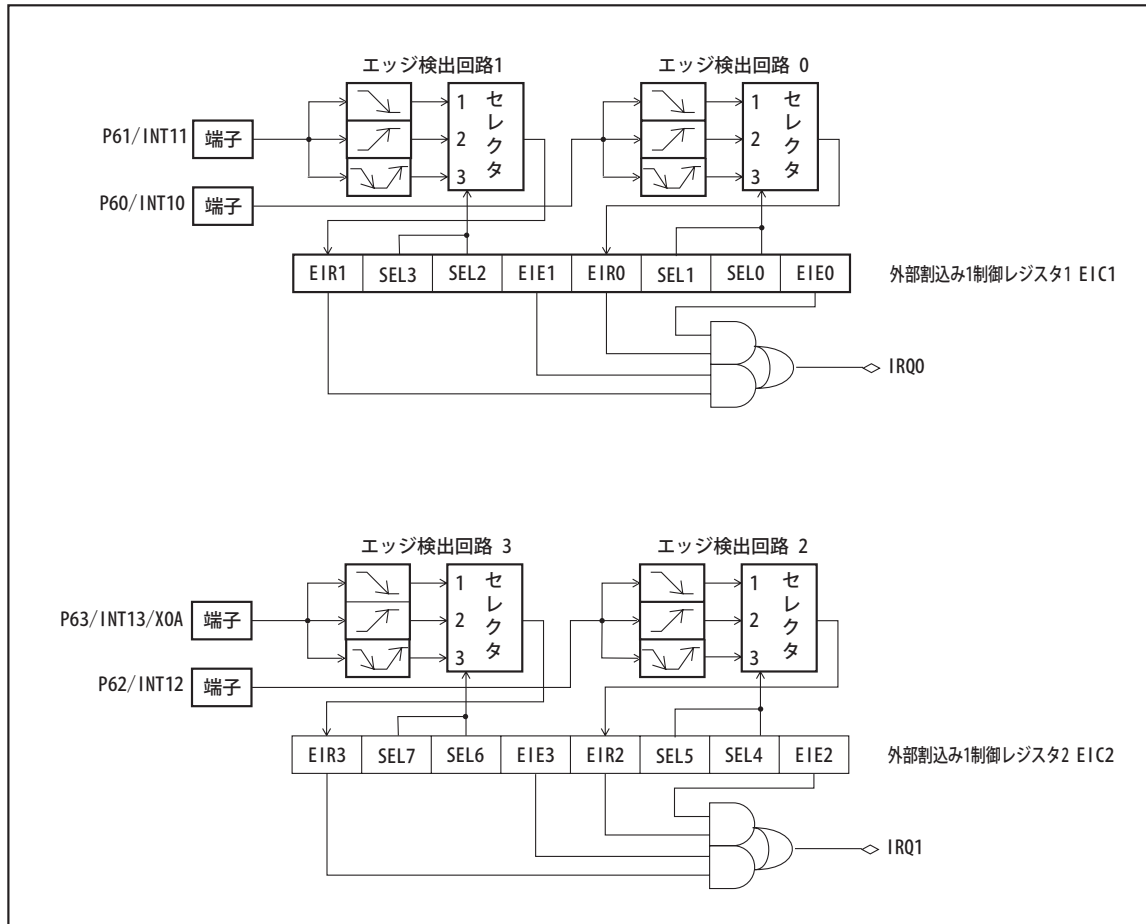 エッジ検出回路1
エッジ検出回路 0
P61/INT11 端子
P60/INT10 端子
1
2
3
セレクタ
1
2
3
セレクタ
EIR1 SEL3 SEL2 EIE1 EIR0 SEL1 SEL0 EIE0
外部割込み1制御レジスタ1 EIC1
IRQ0
エッジ検出回路 3
エッジ検出回路 2
P63/INT13/X0A 端子
P62/INT12 端子
1
2
3
セレクタ
1
2
3
セレクタ
EIR3 SEL7 SEL6 EIE3 EIR2 SEL5 SEL4 EIE2
外部割込み1制御レジスタ2 EIC2
IRQ1